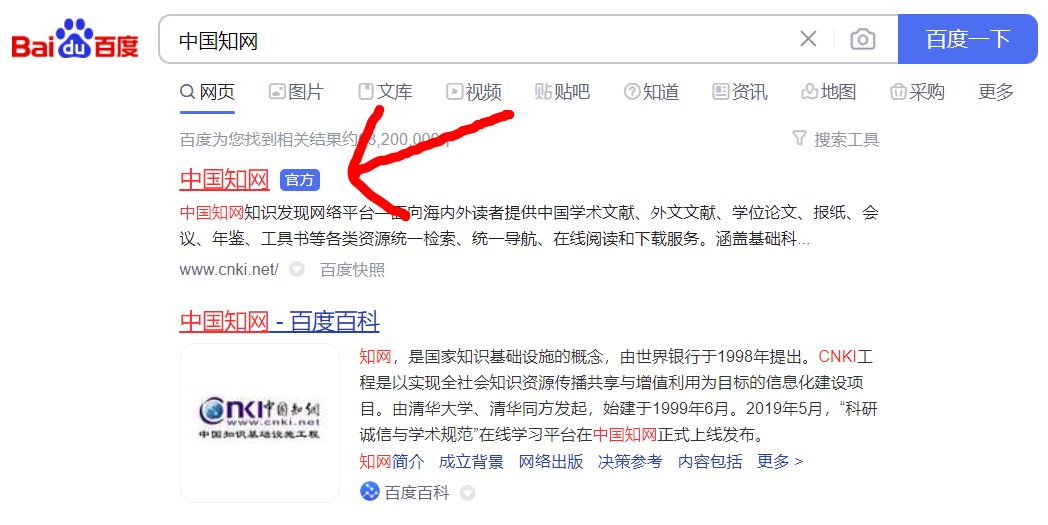 Bai du 百度 中国知网 百度一下
网页 图片 文库 视频 贴吧 知道 资讯 地图 采购 更多
百度为您找到相关结果约 3,200,000 搜索工具
中国知网 官方
中国知网知识发现网络平台—面向海内外读者提供中国学术文献、外文文献、学位论文、报纸、会
议、年鉴、工具书等各类资源统一检索、统一导航、在线阅读和下载服务。涵盖基础科...
www.cnki.net/ 百度快照
中国知网 - 百度百科
知网，是国家知识基础设施的概念，由世界银行于1998年提出。CNKI工
程是以实现全社会知识资源传播共享与增值利用为目标的信息化建设项
目。由清华大学、清华同方发起，始建于1999年6月。2019年5月，“科研
诚信与学术规范”在线学习平台在中国知网正式上线发布。
CNKI中国知网
www.cnki.net
中国知识基础设施工程
知网简介 成立背景 网络出版 决策参考 内容包括 更多 >
百度百科